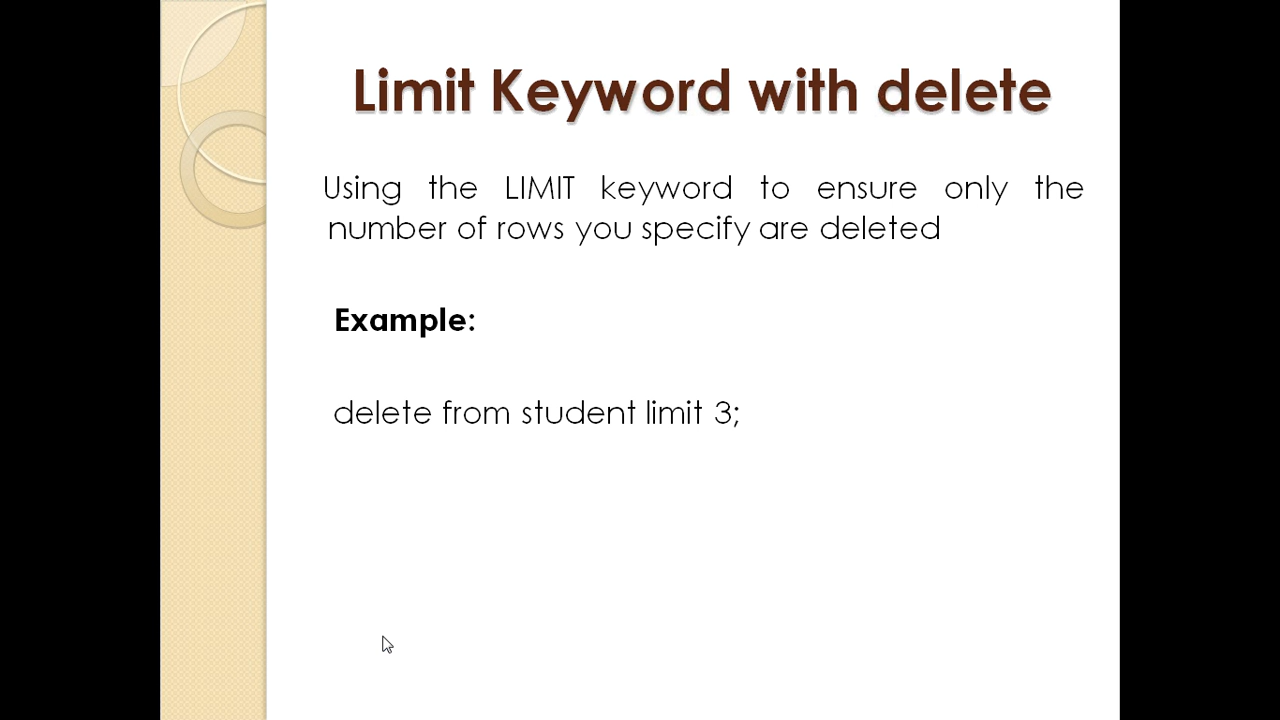 Limit Keyword with delete
Using the LIMIT keyword to ensure only the
number of rows you specify are deleted
Example:
delete from student limit 3;